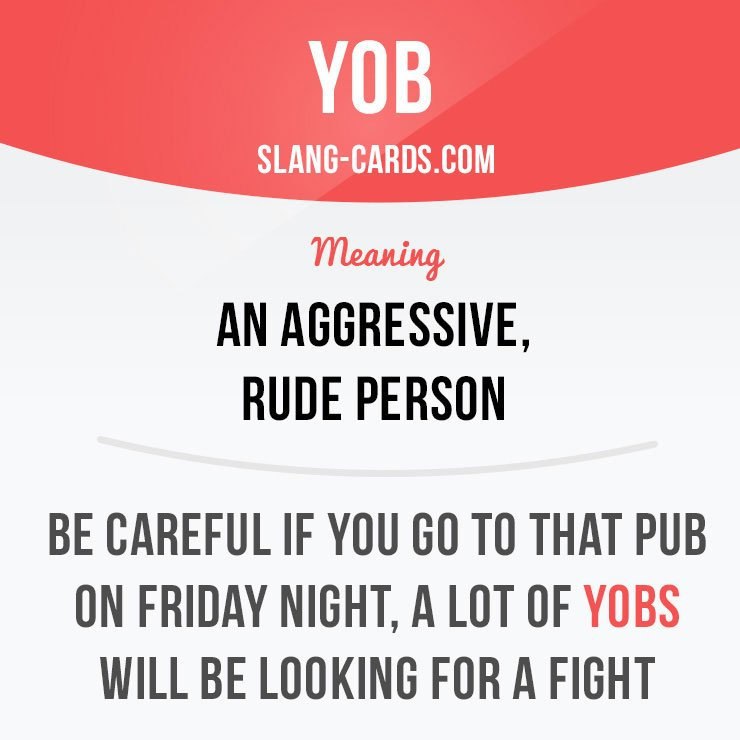 YOB
SLANG-CARDS.COM
Meaning
AN AGGRESSIVE,
RUDE PERSON
BE CAREFUL IF YOU GO TO THAT PUB
ON FRIDAY NIGHT, A LOT OF YOBS
WILL BE LOOKING FOR A FIGHT